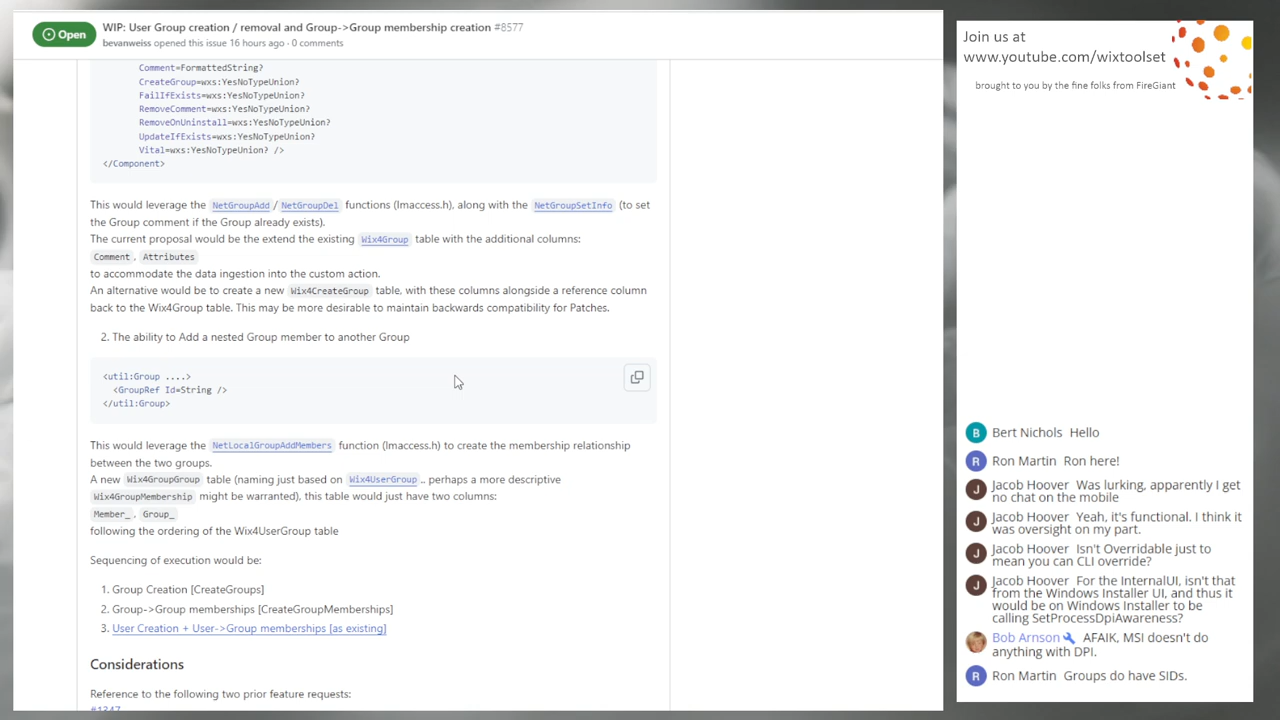 Open
WIP: User Group creation / removal and Group->Group membership creation #8577
bevanweiss opened this issue 16 hours ago · 0 comments
Comment=FormattedString?
CreateGroup=wxs:YesNoTypeUnion?
FailIfExists=wxs:YesNoTypeUnion?
RemoveComment=wxs:YesNoTypeUnion?
RemoveOnUninstall=wxs:YesNoTypeUnion?
UpdateIfExists=wxs:YesNoTypeUnion?
Vital=wxs:YesNoTypeUnion? />
</Component>
This would leverage the NetGroupAdd / NetGroupDel functions (lmaccess.h), along with the NetGroupSetInfo (to set
the Group comment if the Group already exists).
The current proposal would be the extend the existing Wix4Group table with the additional columns:
Comment, Attributes
to accommodate the data ingestion into the custom action.
An alternative would be to create a new Wix4CreateGroup table, with these columns alongside a reference column
back to the Wix4Group table. This may be more desirable to maintain backwards compatibility for Patches.
2. The ability to Add a nested Group member to another Group
<util:Group ....>
<GroupRef Id=String />
</util:Group>
This would leverage the NetLocalGroupAddMembers function (lmaccess.h) to create the membership relationship
between the two groups.
A new Wix4GroupGroup table (naming just based on Wix4UserGroup .. perhaps a more descriptive
Wix4GroupMembership might be warranted), this table would just have two columns:
Member_, Group_
following the ordering of the Wix4UserGroup table
Sequencing of execution would be:
1. Group Creation [CreateGroups]
2. Group->Group memberships [CreateGroupMemberships]
3. User Creation + User->Group memberships [as existing]
Considerations
Reference to the following two prior feature requests:
#1347
Join us at
www.youtube.com/wixtoolset
brought to you by the fine folks from FireGiant
B Bert Nichols Hello
R Ron Martin Ron here!
J Jacob Hoover Was lurking, apparently I get
no chat on the mobile
J Jacob Hoover Yeah, it's functional. I think it
was oversight on my part.
J Jacob Hoover Isn't Overridable just to
mean you can CLI override?
J Jacob Hoover For the InternalUI, isn't that
from the Windows Installer UI, and thus it
would be on Windows Installer to be
calling SetProcessDpiAwareness?
Bob Arnson AFAIK, MSI doesn't do
anything with DPI.
R Ron Martin Groups do have SIDs.